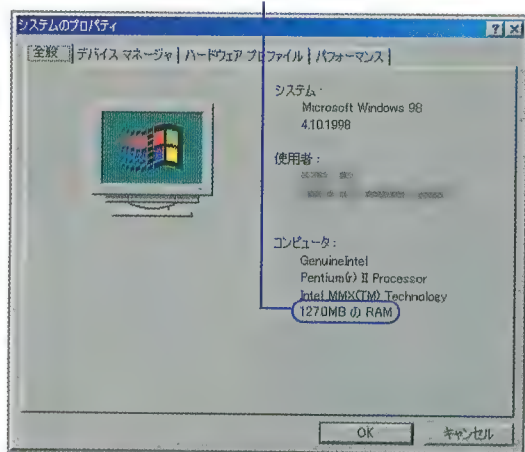 システムのプロパティ
全般
デバイス マネージャ
ハードウェア プロファイル
パフォーマンス
システム :
Microsoft Windows 98
4.10.1998
使用者 :
コンピュータ :
GenuineIntel
Pentium(r) II Processor
Intel MMX(TM) Technology
1270MB の RAM
OK
キャンセル